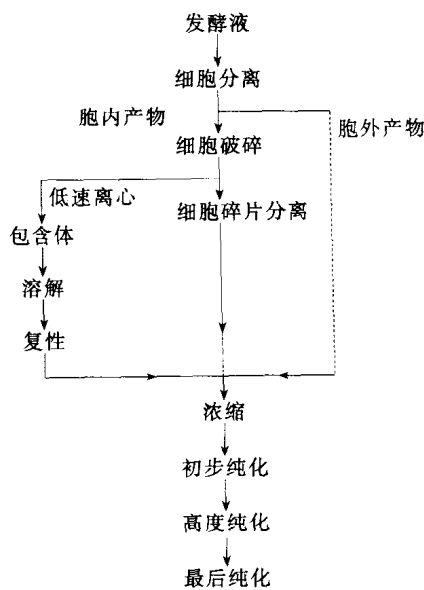 发酵液
细胞分离
胞内产物
胞外产物
细胞破碎
低速离心
细胞碎片分离
包含体
溶解
复性
浓缩
初步纯化
高度纯化
最后纯化